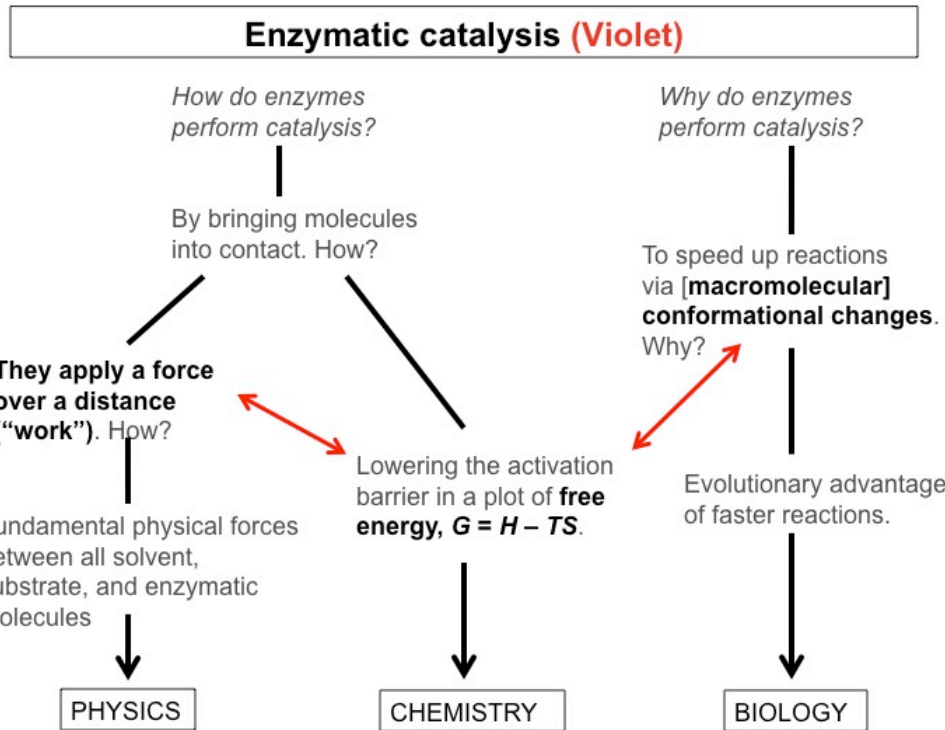 Enzymatic catalysis (Violet)
How do enzymes
perform catalysis?
Why do enzymes
perform catalysis?
By bringing molecules
into contact. How?
To speed up reactions
via [macromolecular]
conformational changes.
Why?
They apply a force
over a distance
(“work”). How?
Lowering the activation
barrier in a plot of free
energy, G = H – TS.
Evolutionary advantage
of faster reactions.
undamental physical forces
etween all solvent,
ubstrate, and enzymatic
olecules
PHYSICS
CHEMISTRY
BIOLOGY